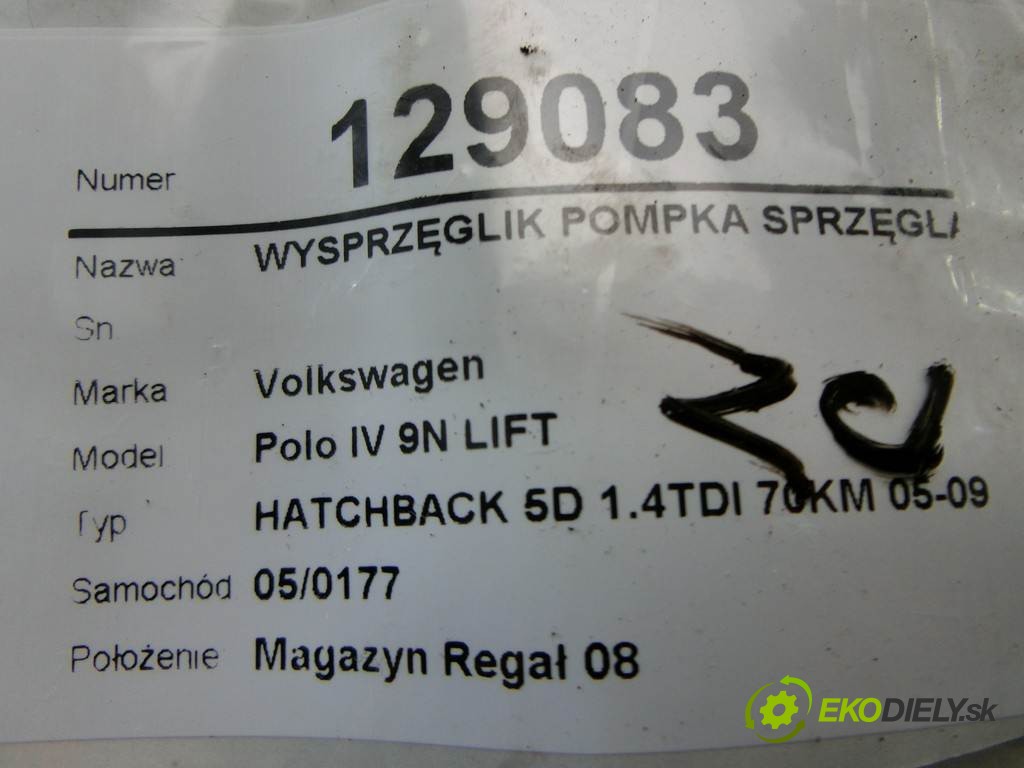 Numer 129083
Nazwa WYSPRZĘGLIK POMPKA SPRZĘGŁA
Sn
Marka Volkswagen
Model Polo IV 9N LIFT
Typ HATCHBACK 5D 1.4TDI 70KM 05-09
Samochód 05/0177
Położenie Magazyn Regał 08
EKODIELY.sk